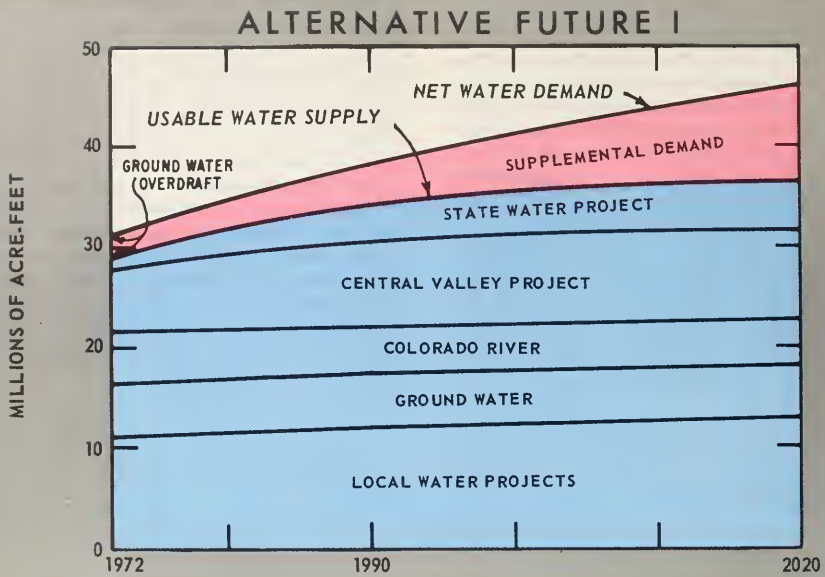 ALTERNATIVE FUTURE I
50
NET WATER DEMAND
USABLE WATER SUPPLY
40
GROUND WATER
OVERDRAFT
SUPPLEMENTAL DEMAND
STATE WATER PROJECT
30
CENTRAL VALLEY PROJECT
MILLIONS OF ACRE-FEET
20
COLORADO RIVER
GROUND WATER
10
LOCAL WATER PROJECTS
0
1972
1990
2020